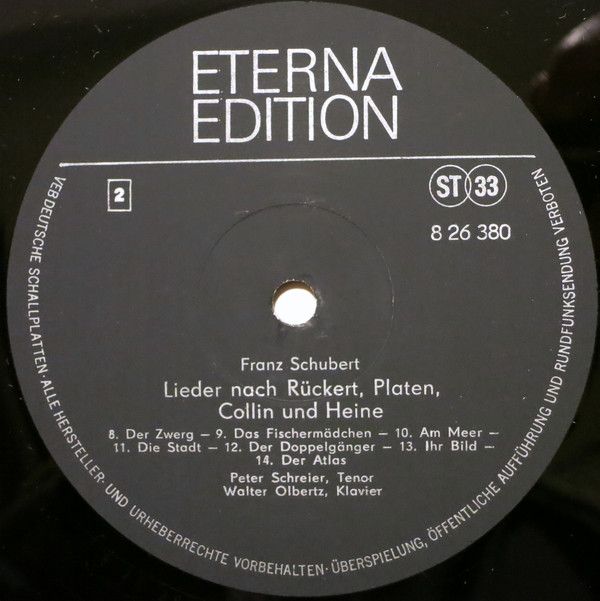 ETERNA
EDITION
2
ST 33
8 26 380
Franz Schubert
Lieder nach Rückert, Platen,
Collin und Heine
8. Der Zwerg – 9. Das Fischermädchen – 10. Am Meer –
11. Die Stadt – 12. Der Doppelgänger – 13. Ihr Bild –
14. Der Atlas
Peter Schreier, Tenor
Walter Olbertz, Klavier
VEB DEUTSCHE SCHALLPLATTEN · ALLE HERSTELLER- UND URHEBERRECHTE VORBEHALTEN · ÜBERSPIELUNG, ÖFFENTLICHE AUFFÜHRUNG UND RUNDFUNKSENDUNG VERBOTEN